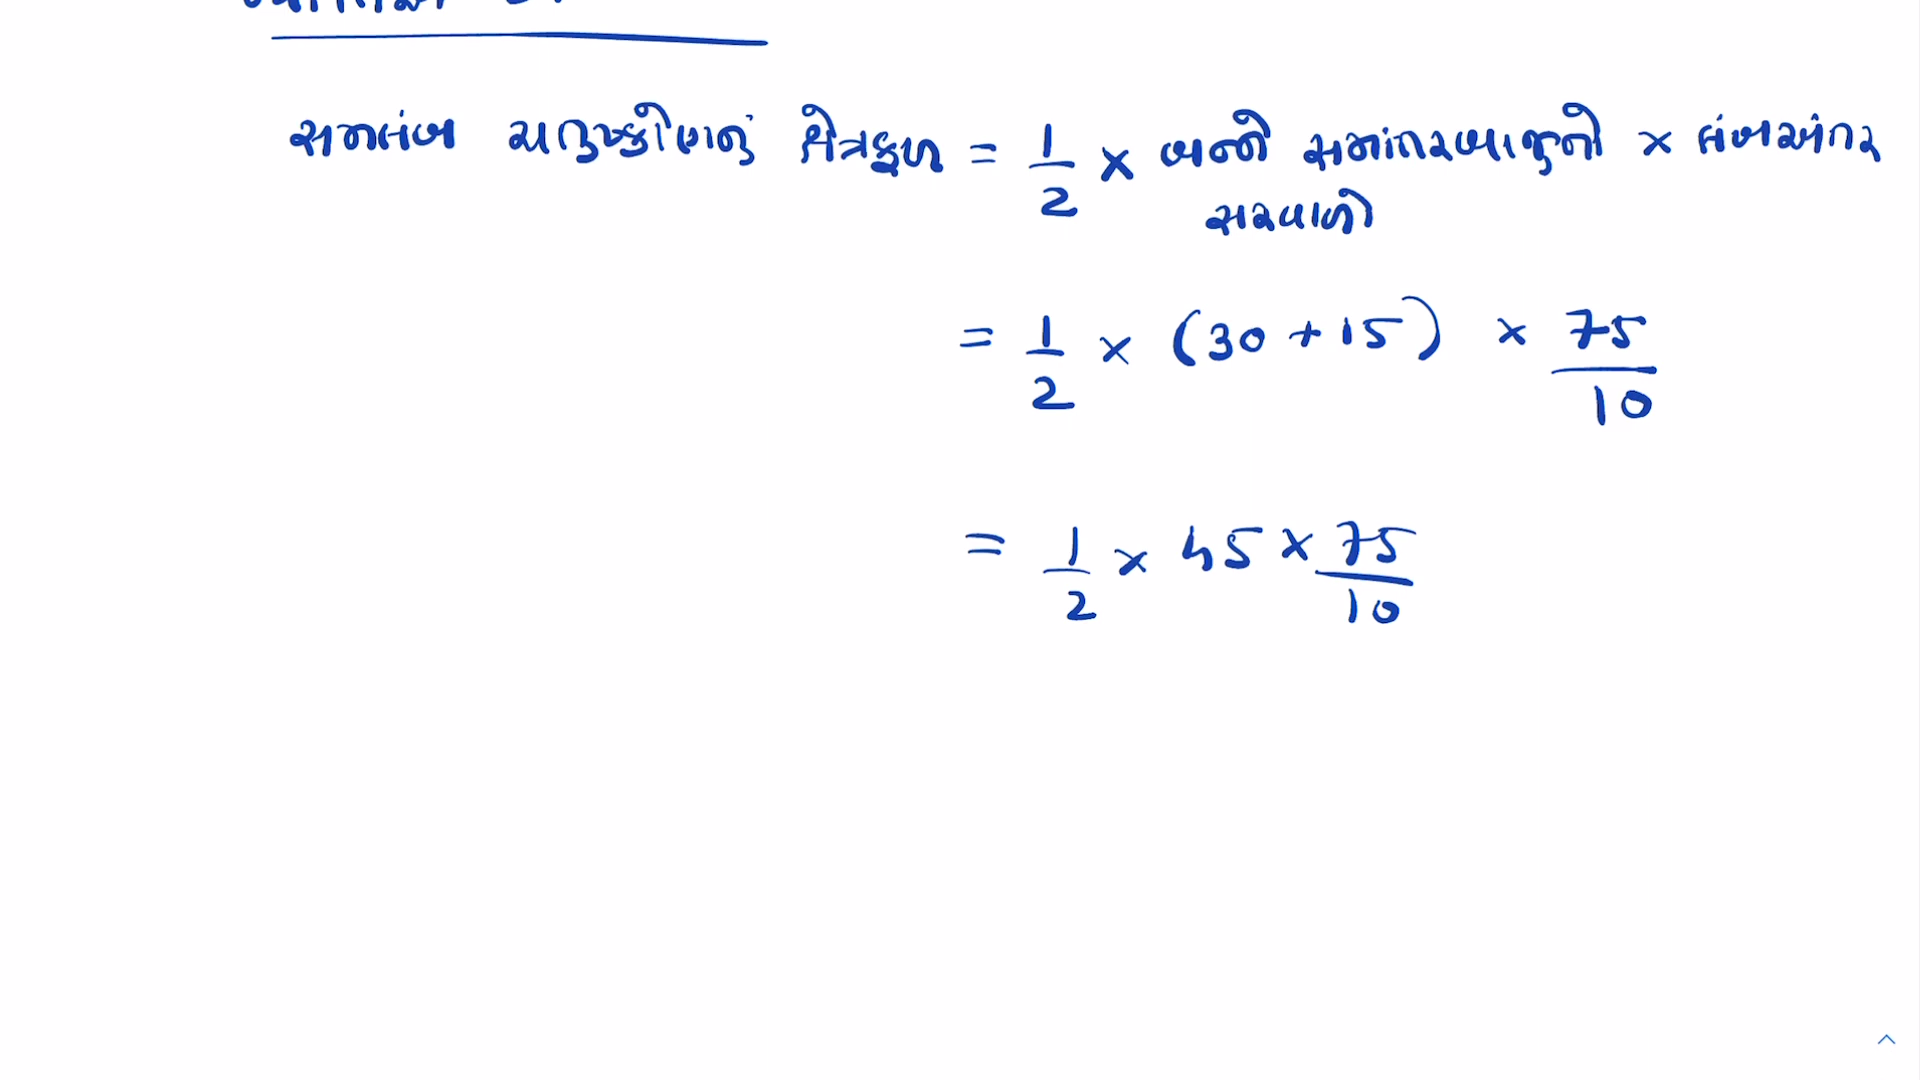 સમલંબ ચતુષ્કોણનું ક્ષેત્રફળ = 1/2 × બન્ને સમાંતરબાજુનો × લંબઅંતર
સરવાળો
= 1/2 × (30 + 15) × 75/10
= 1/2 × 45 × 75/10